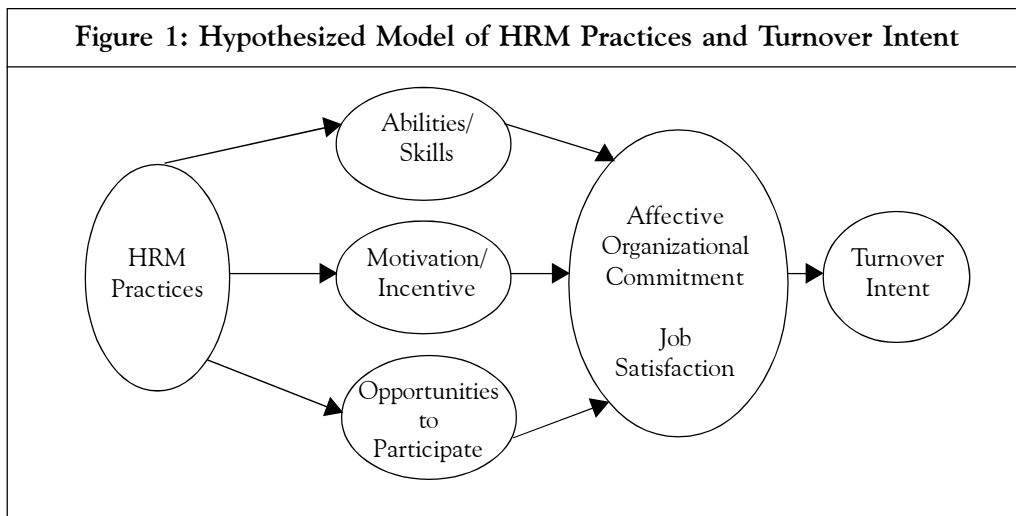 Figure 1: Hypothesized Model of HRM Practices and Turnover Intent
HRM
Practices
Abilities/
Skills
Motivation/
Incentive
Opportunities
to
Participate
Affective
Organizational
Commitment
Job
Satisfaction
Turnover
Intent